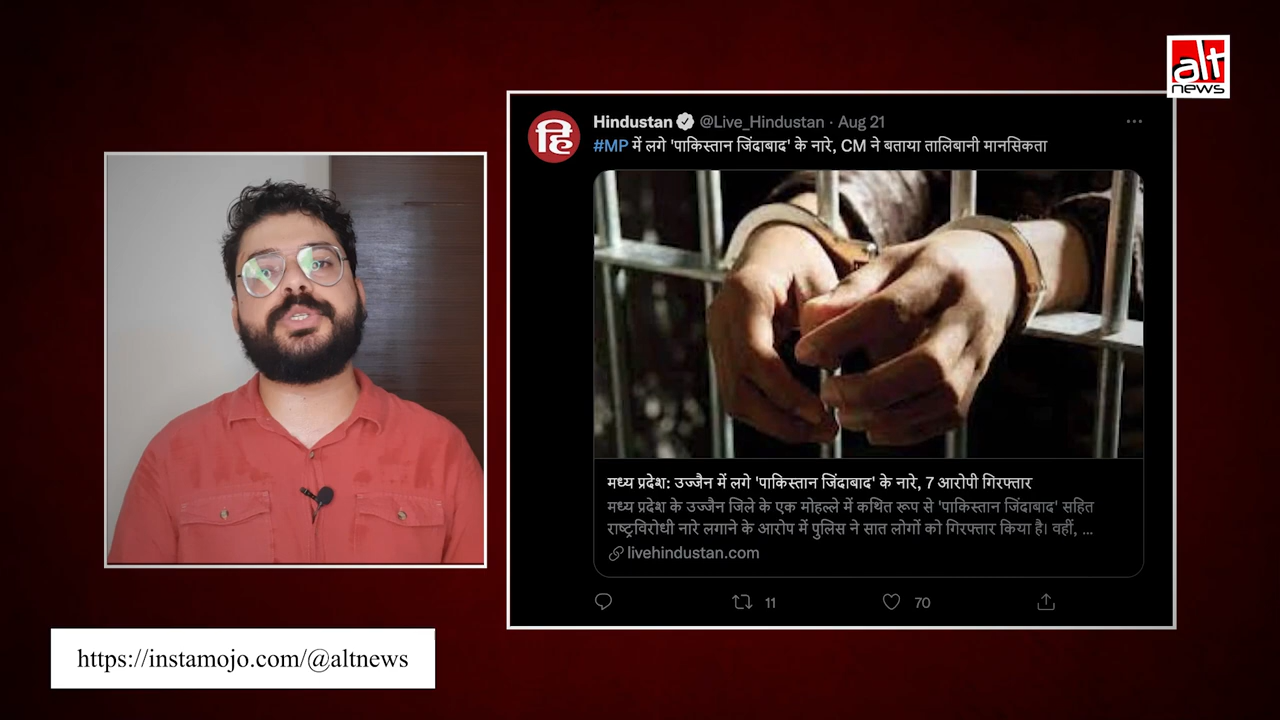 alt
news
हि
Hindustan @Live_Hindustan · Aug 21
#MP में लगे 'पाकिस्तान जिंदाबाद' के नारे, CM ने बताया तालिबानी मानसिकता
मध्य प्रदेश: उज्जैन में लगे 'पाकिस्तान जिंदाबाद' के नारे, 7 आरोपी गिरफ्तार
मध्य प्रदेश के उज्जैन जिले के एक मोहल्ले में कथित रूप से 'पाकिस्तान जिंदाबाद' सहित
राष्ट्रविरोधी नारे लगाने के आरोप में पुलिस ने सात लोगों को गिरफ्तार किया है। वहीं, ...
livehindustan.com
11 70
https://instamojo.com/@altnews